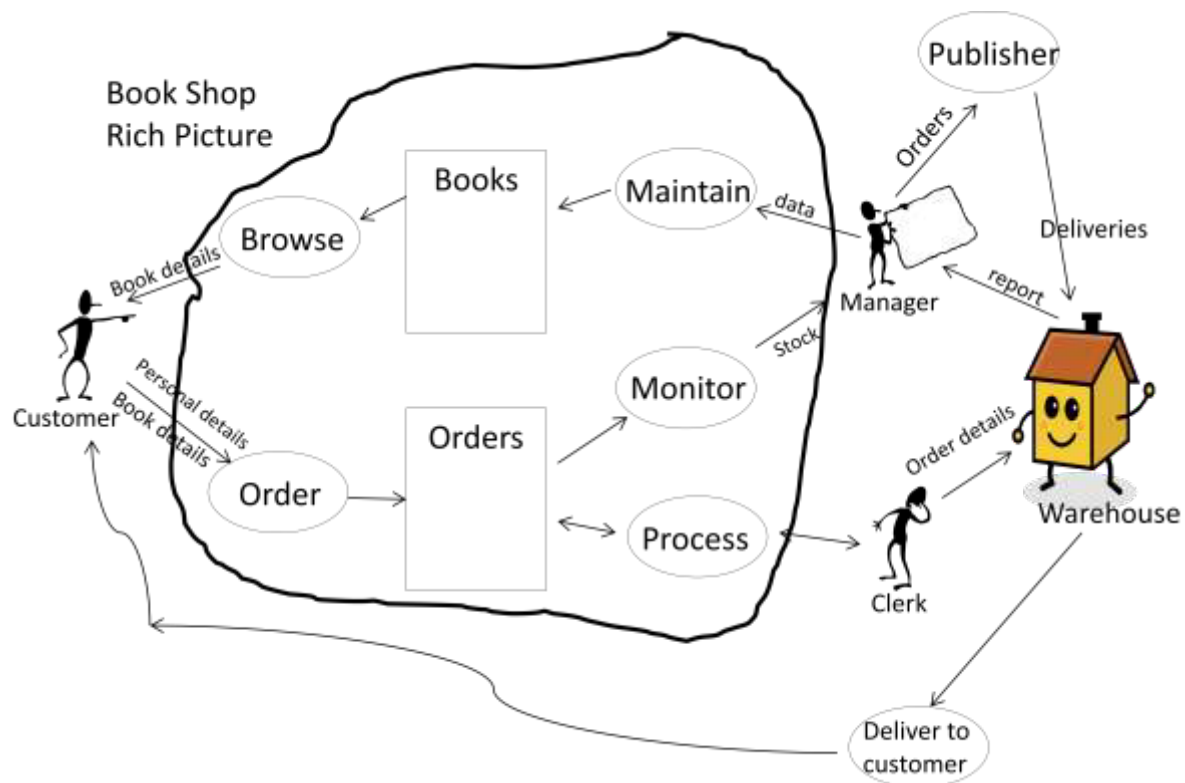 Book Shop
Rich Picture
Publisher
Orders
Books
Maintain
data
Browse
Book details
Deliveries
report
Manager
Stock
Monitor
Customer
Personal details
Book details
Orders
Order details
Order
Process
Warehouse
Clerk
Deliver to
customer